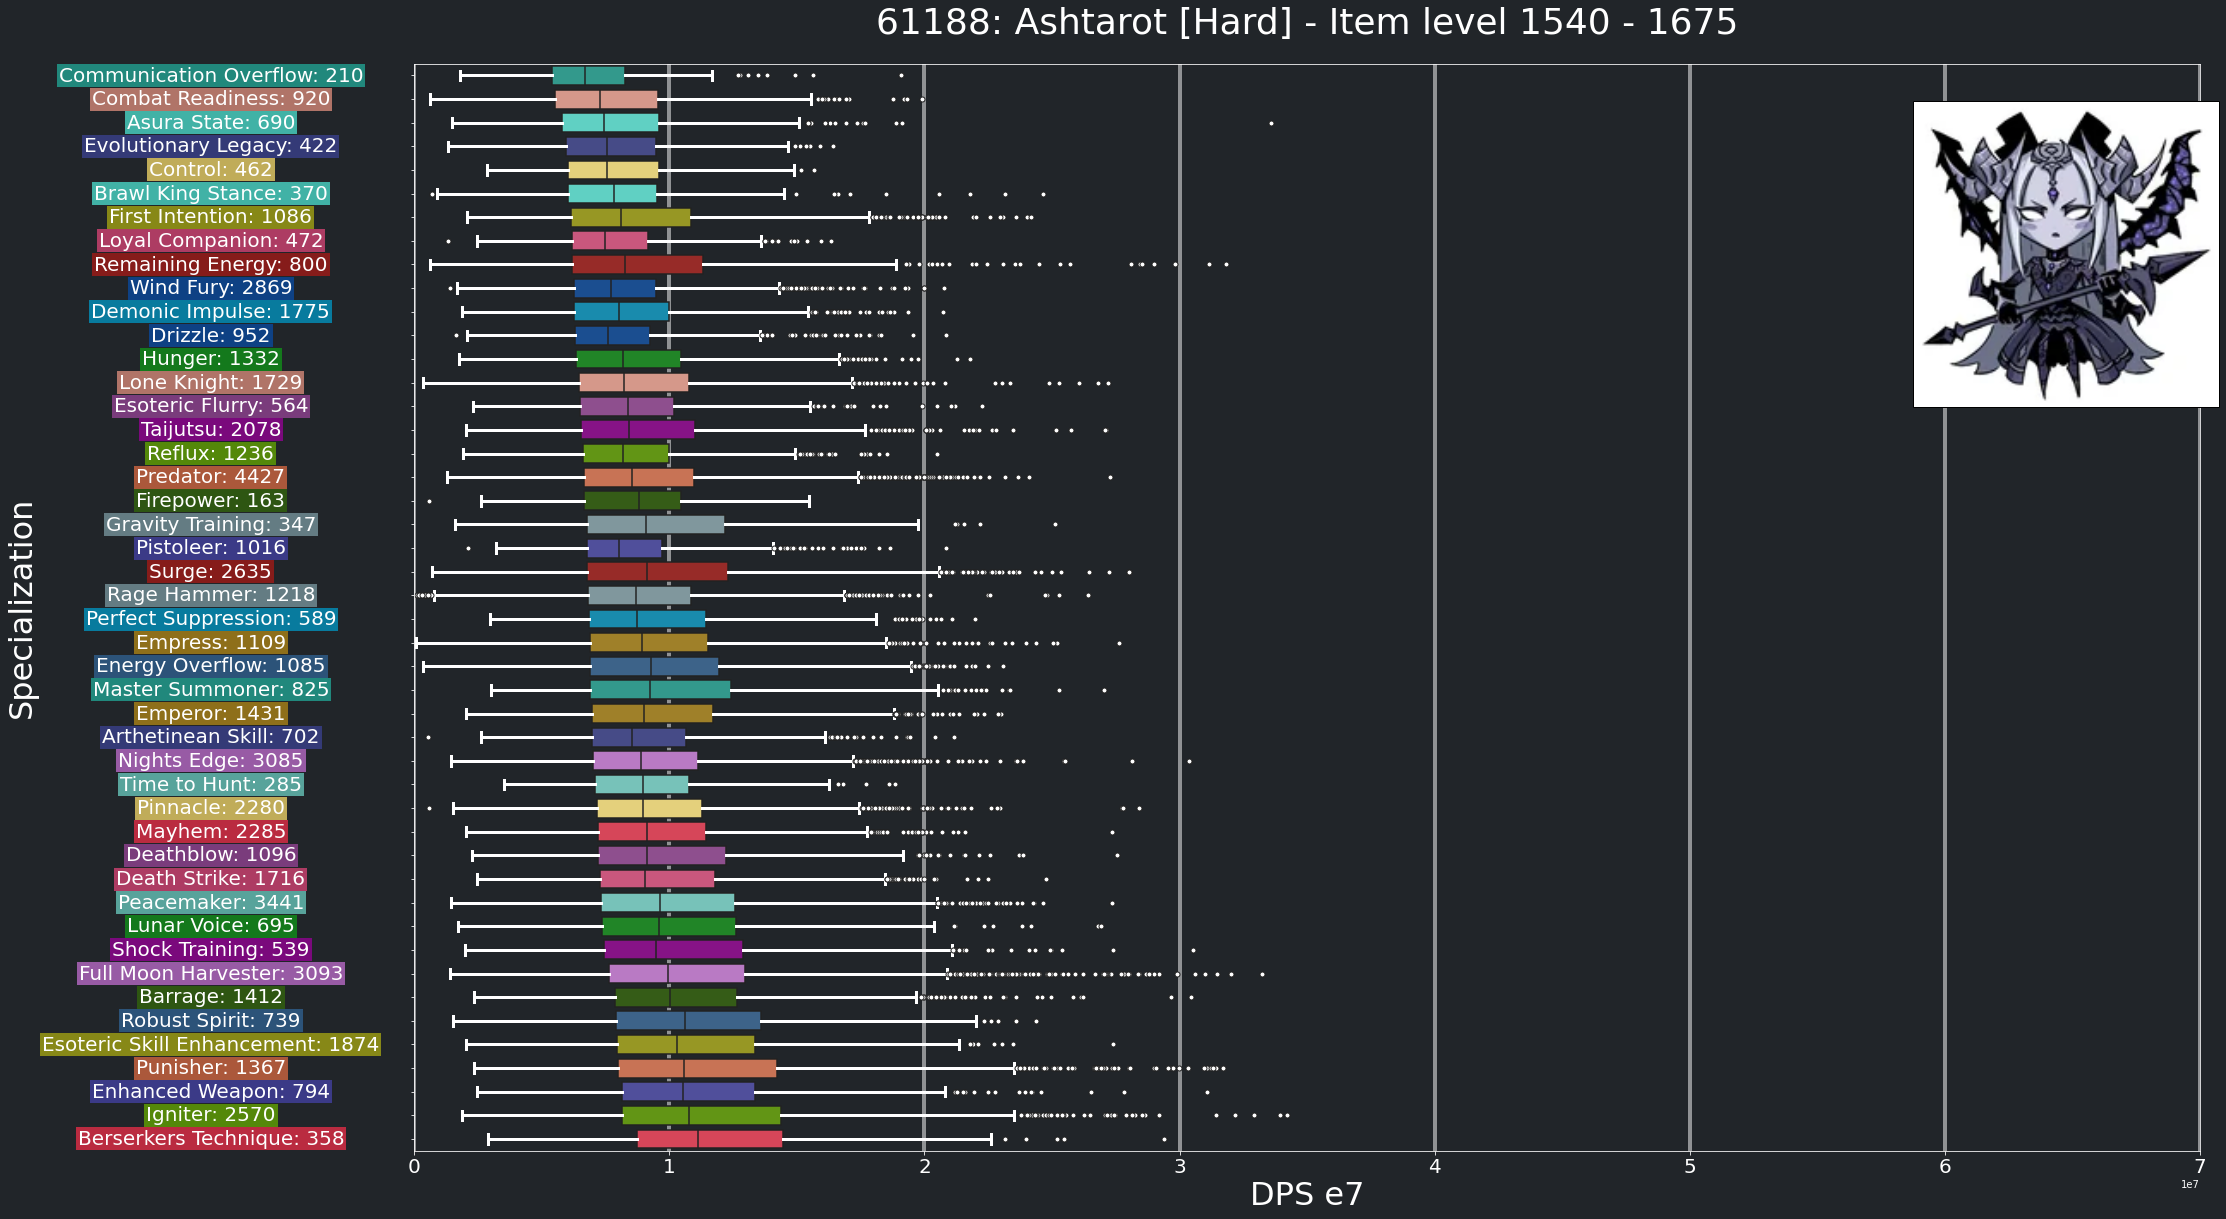 61188: Ashtarot [Hard] - Item level 1540 - 1675
Specialization
Communication Overflow: 210
Combat Readiness: 920
Asura State: 690
Evolutionary Legacy: 422
Control: 462
Brawl King Stance: 370
First Intention: 1086
Loyal Companion: 472
Remaining Energy: 800
Wind Fury: 2869
Demonic Impulse: 1775
Drizzle: 952
Hunger: 1332
Lone Knight: 1729
Esoteric Flurry: 564
Taijutsu: 2078
Reflux: 1236
Predator: 4427
Firepower: 163
Gravity Training: 347
Pistoleer: 1016
Surge: 2635
Rage Hammer: 1218
Perfect Suppression: 589
Empress: 1109
Energy Overflow: 1085
Master Summoner: 825
Emperor: 1431
Arthetinean Skill: 702
Nights Edge: 3085
Time to Hunt: 285
Pinnacle: 2280
Mayhem: 2285
Deathblow: 1096
Death Strike: 1716
Peacemaker: 3441
Lunar Voice: 695
Shock Training: 539
Full Moon Harvester: 3093
Barrage: 1412
Robust Spirit: 739
Esoteric Skill Enhancement: 1874
Punisher: 1367
Enhanced Weapon: 794
Igniter: 2570
Berserkers Technique: 358
0 1 2 3 4 5 6 7
1e7
DPS e7